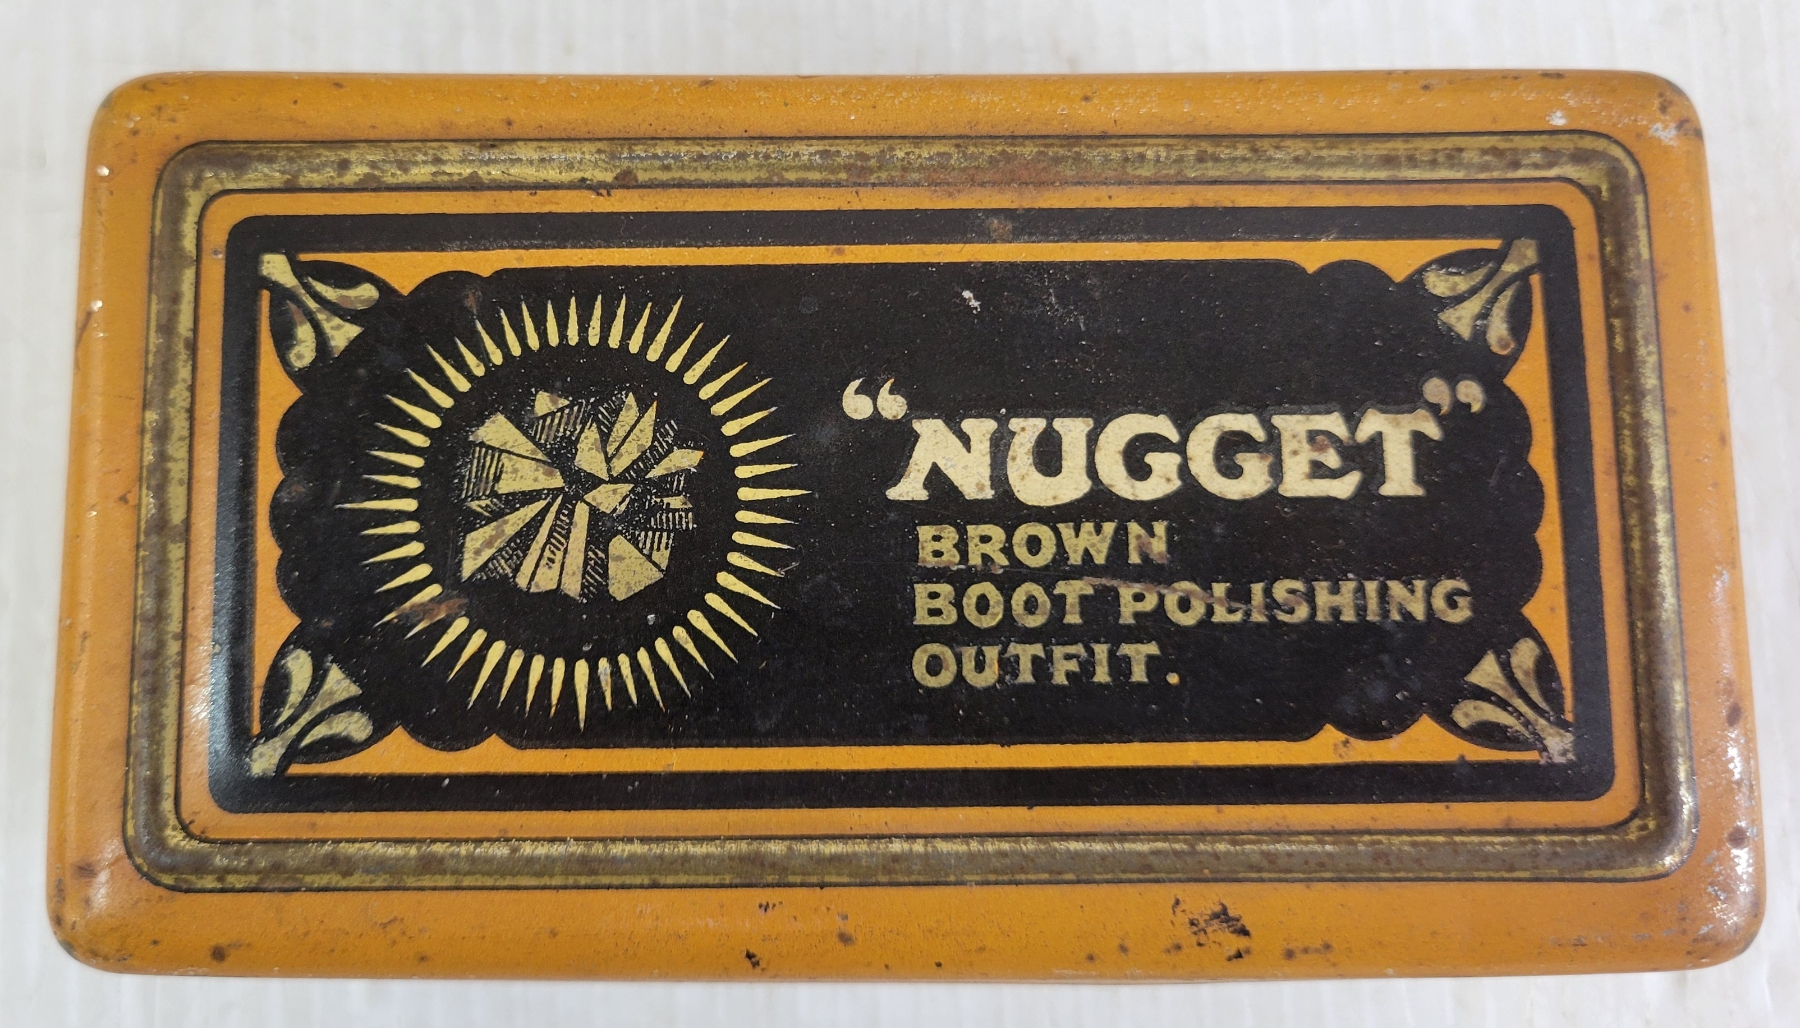 “NUGGET”
BROWN
BOOT POLISHING
OUTFIT.